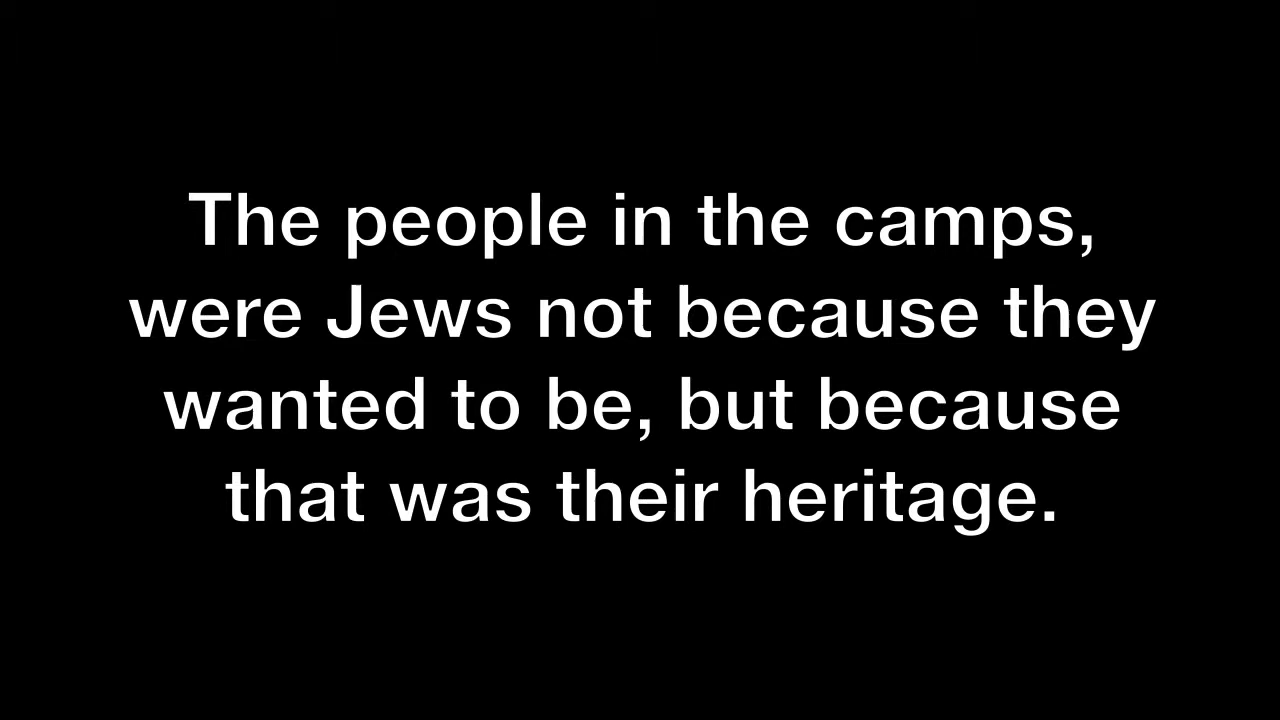 The people in the camps,
were Jews not because they
wanted to be, but because
that was their heritage.